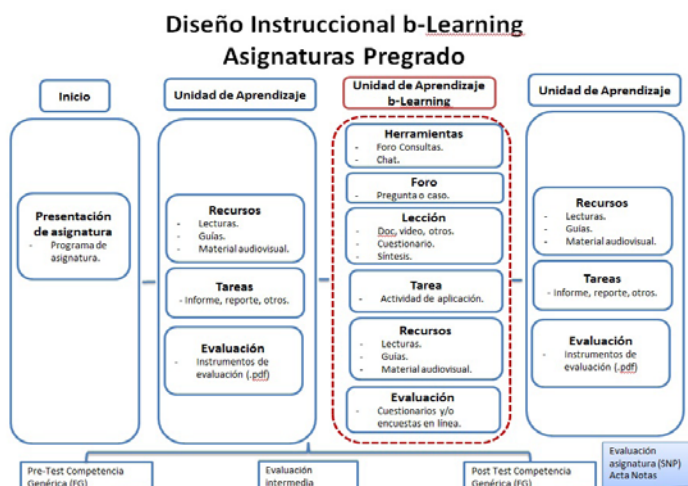 Diseño Instruccional b-Learning
Asignaturas Pregrado
Inicio
Presentación
de asignatura
- Programa de
asignatura.
Unidad de Aprendizaje
Recursos
- Lecturas.
- Guías.
- Material audiovisual.
Tareas
- Informe, reporte, otros.
Evaluación
- Instrumentos de
evaluación (.pdf)
Unidad de Aprendizaje
b-Learning
Herramientas
- Foro Consultas.
- Chat.
Foro
- Pregunta o caso.
Lección
- Doc, video, otros.
- Cuestionario.
- Síntesis.
Tarea
- Actividad de aplicación.
Recursos
- Lecturas.
- Guías.
- Material audiovisual.
Evaluación
- Cuestionarios y/o
encuestas en línea.
Unidad de Aprendizaje
Recursos
- Lecturas.
- Guías.
- Material audiovisual.
Tareas
- Informe, reporte, otros.
Evaluación
- Instrumentos de
evaluación (.pdf)
Pre-Test Competencia
Genérica (FG)
Evaluación
intermedia
Post Test Competencia
Genérica (FG)
Evaluación
asignatura (SNP)
Acta Notas